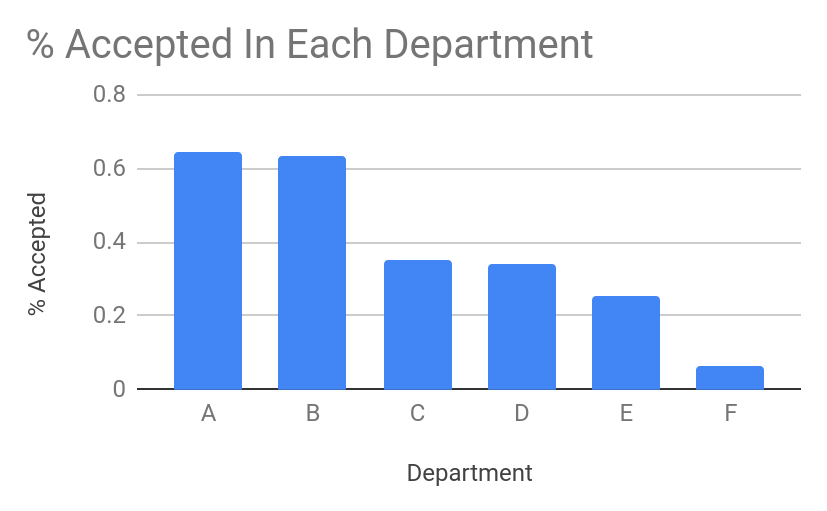 % Accepted In Each Department
0.8
0.6
0.4
0.2
0
% Accepted
A B C D E F
Department